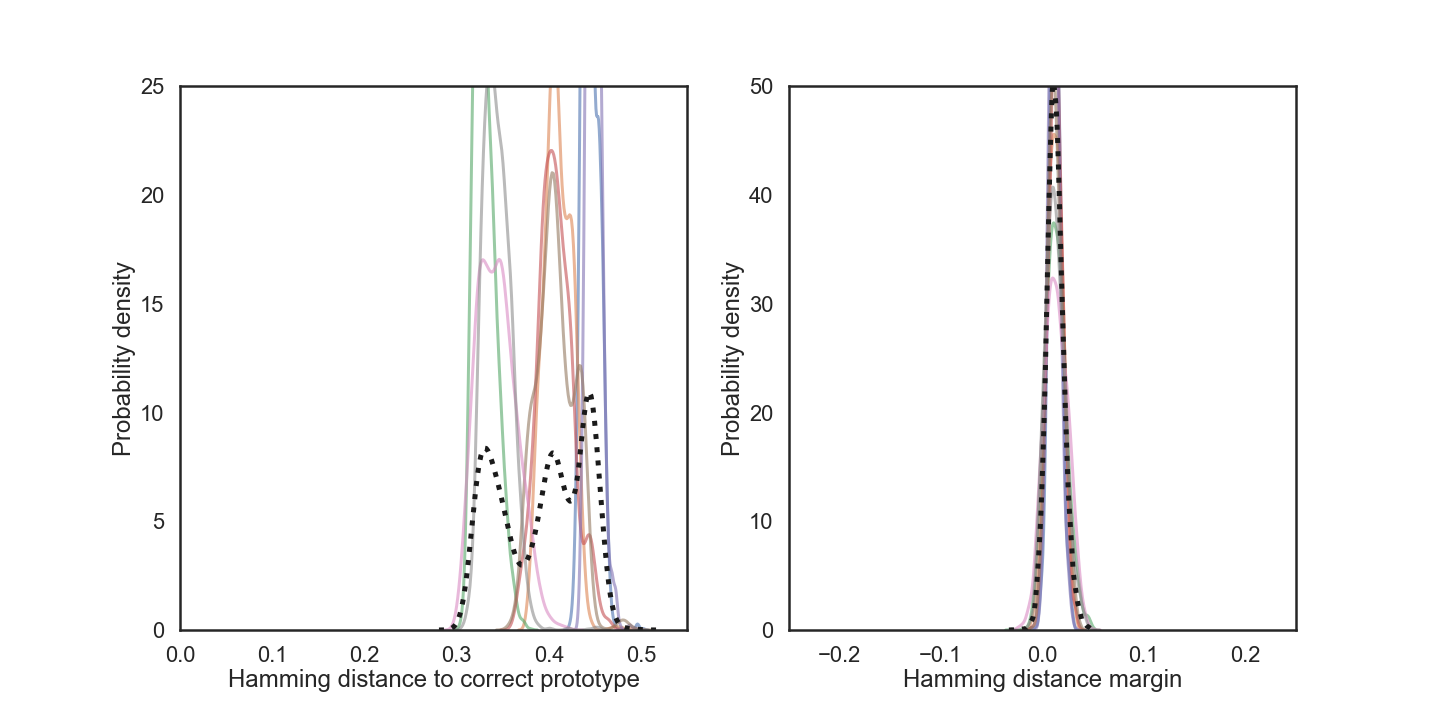 25
20
15
10
5
0
Probability density
0.0 0.1 0.2 0.3 0.4 0.5
Hamming distance to correct prototype
50
40
30
20
10
0
Probability density
−0.2 −0.1 0.0 0.1 0.2
Hamming distance margin